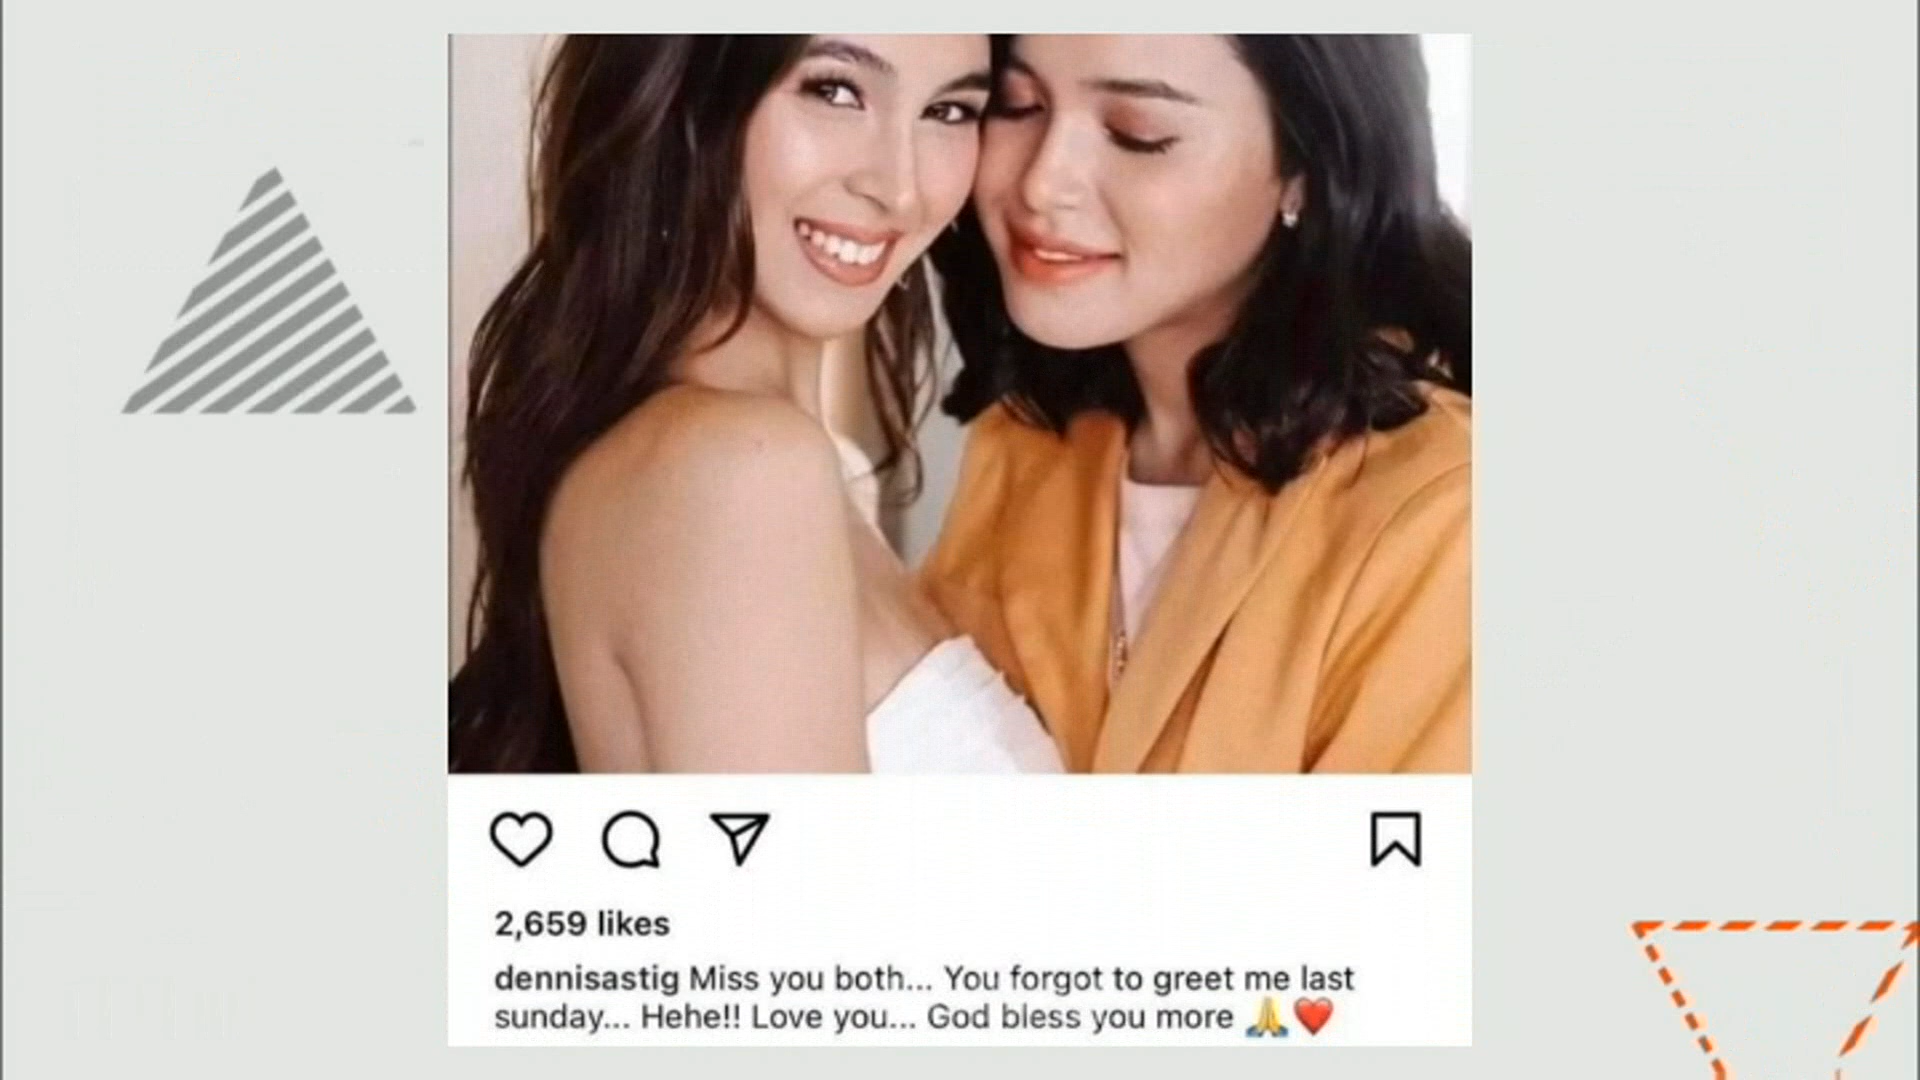 2,659 likes
dennisastig Miss you both... You forgot to greet me last
sunday... Hehe!! Love you... God bless you more 🙏❤️